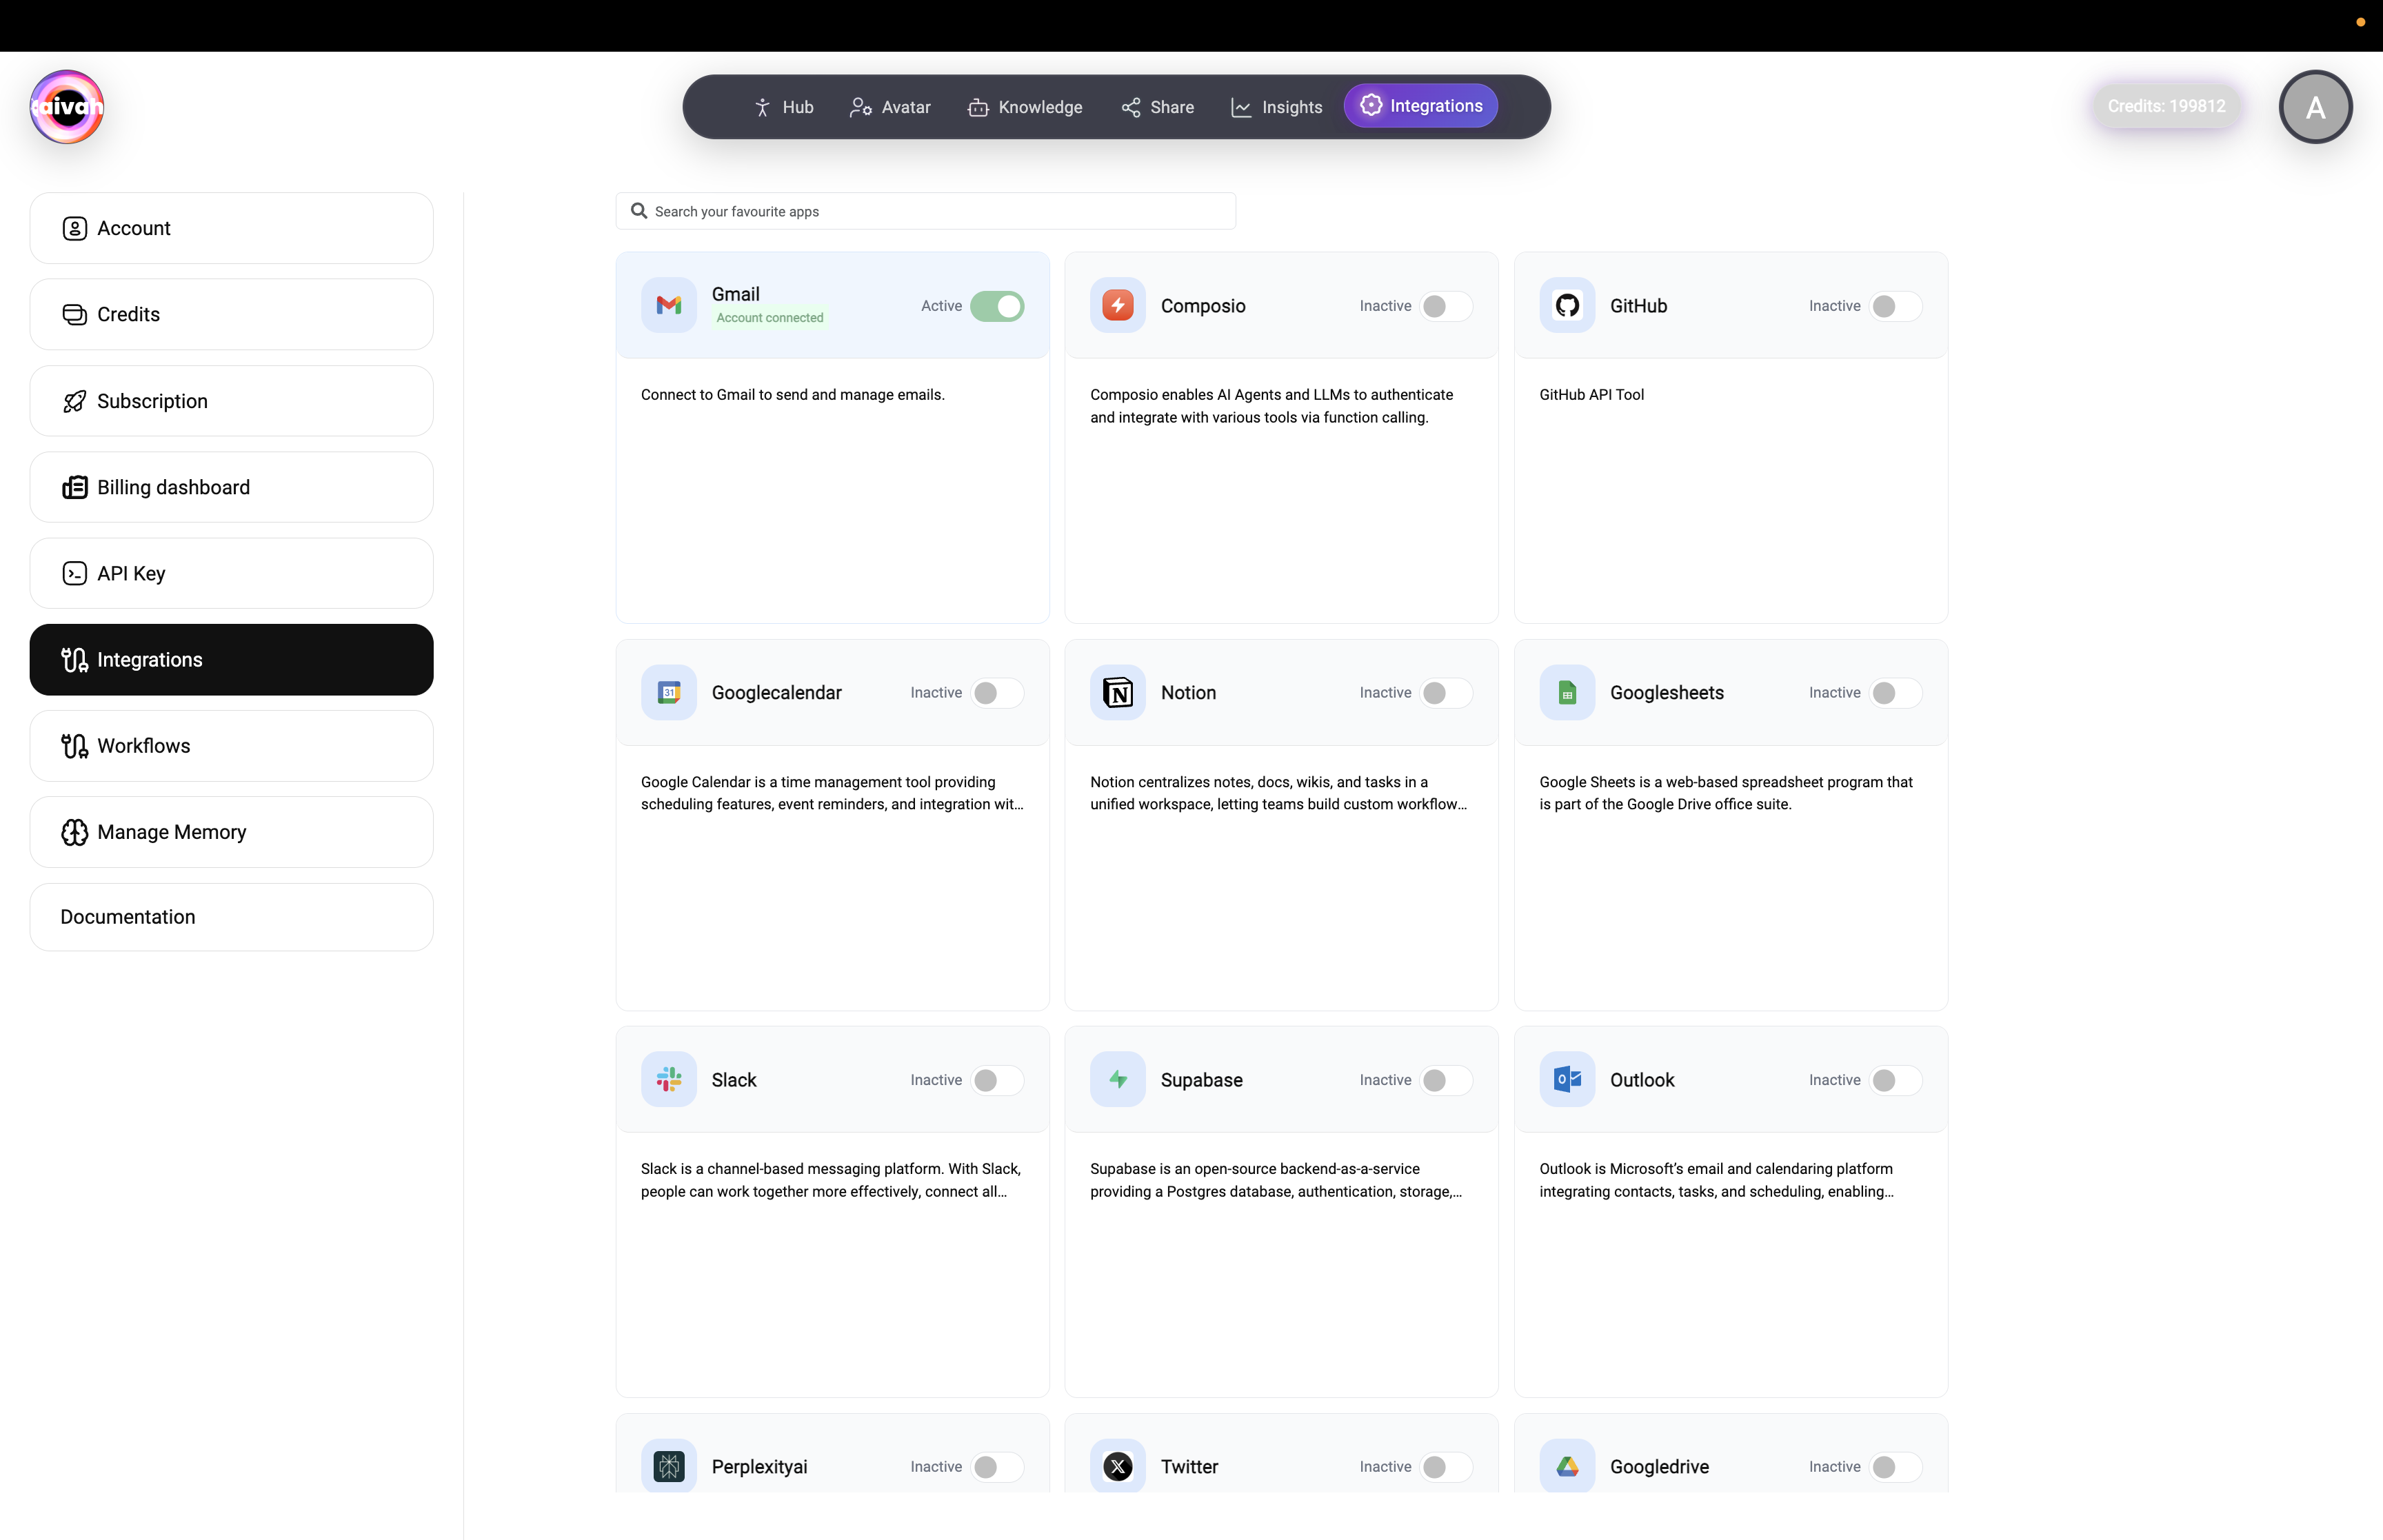 aivah
Hub
Avatar
Knowledge
Share
Insights
Integrations
Credits: 199812
A
Account
Credits
Subscription
Billing dashboard
API Key
Integrations
Workflows
Manage Memory
Documentation
Search your favourite apps
Gmail
Account connected
Active
Connect to Gmail to send and manage emails.
Composio
Inactive
Composio enables AI Agents and LLMs to authenticate
and integrate with various tools via function calling.
GitHub
Inactive
GitHub API Tool
31
Googlecalendar
Inactive
Google Calendar is a time management tool providing
scheduling features, event reminders, and integration wit...
Notion
Inactive
Notion centralizes notes, docs, wikis, and tasks in a
unified workspace, letting teams build custom workflow...
Googlesheets
Inactive
Google Sheets is a web-based spreadsheet program that
is part of the Google Drive office suite.
Slack
Inactive
Slack is a channel-based messaging platform. With Slack,
people can work together more effectively, connect all...
Supabase
Inactive
Supabase is an open-source backend-as-a-service
providing a Postgres database, authentication, storage,...
Outlook
Inactive
Outlook is Microsoft’s email and calendaring platform
integrating contacts, tasks, and scheduling, enabling...
Perplexityai
Inactive
Twitter
Inactive
Googledrive
Inactive